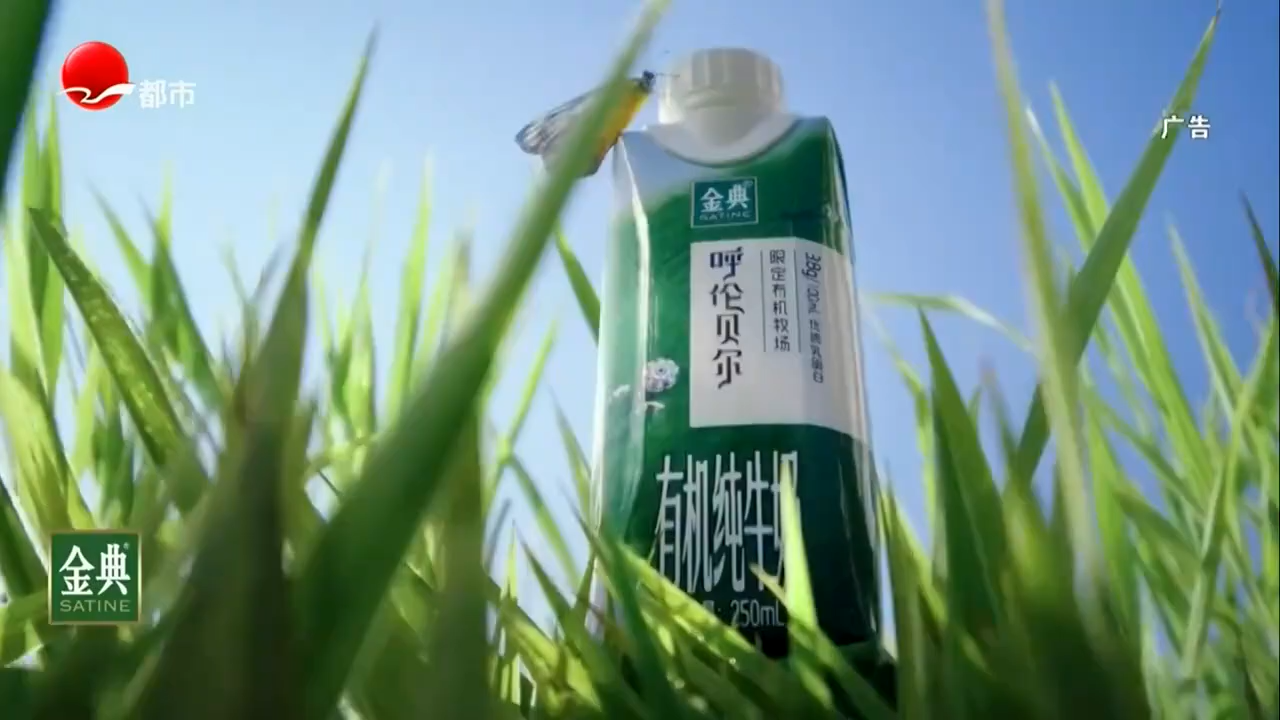 都市
广告
金典
SATINE
呼伦贝尔
限定有机牧场
3.8g/100mL 优质乳蛋白
有机纯牛奶
250mL
金典
SATINE